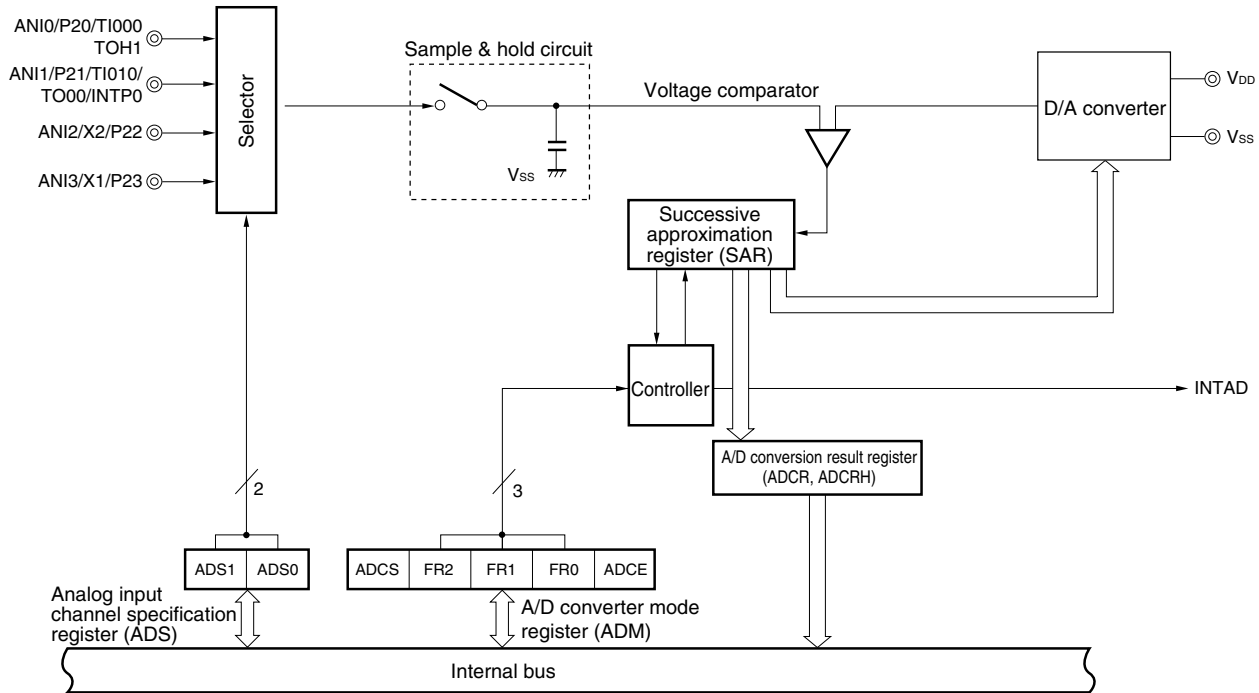 ANI0/P20/TI000
TOH1
ANI1/P21/TI010/
TO00/INTP0
ANI2/X2/P22
ANI3/X1/P23
Selector
Sample & hold circuit
VSS
Voltage comparator
D/A converter
VDD
VSS
Successive
approximation
register (SAR)
Controller
INTAD
A/D conversion result register
(ADCR, ADCRH)
2
3
ADS1 ADS0
ADCS FR2 FR1 FR0 ADCE
Analog input
channel specification
register (ADS)
A/D converter mode
register (ADM)
Internal bus